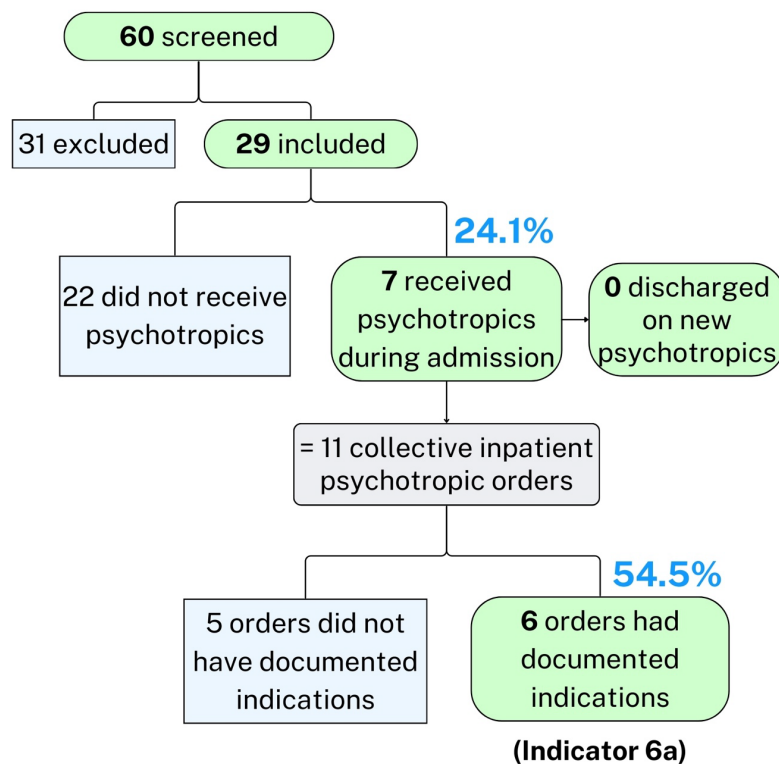 60 screened
31 excluded
29 included
24.1%
22 did not receive
psychotropics
7 received
psychotropics
during admission
0 discharged
on new
psychotropics
= 11 collective inpatient
psychotropic orders
54.5%
5 orders did not
have documented
indications
6 orders had
documented
indications
(Indicator 6a)